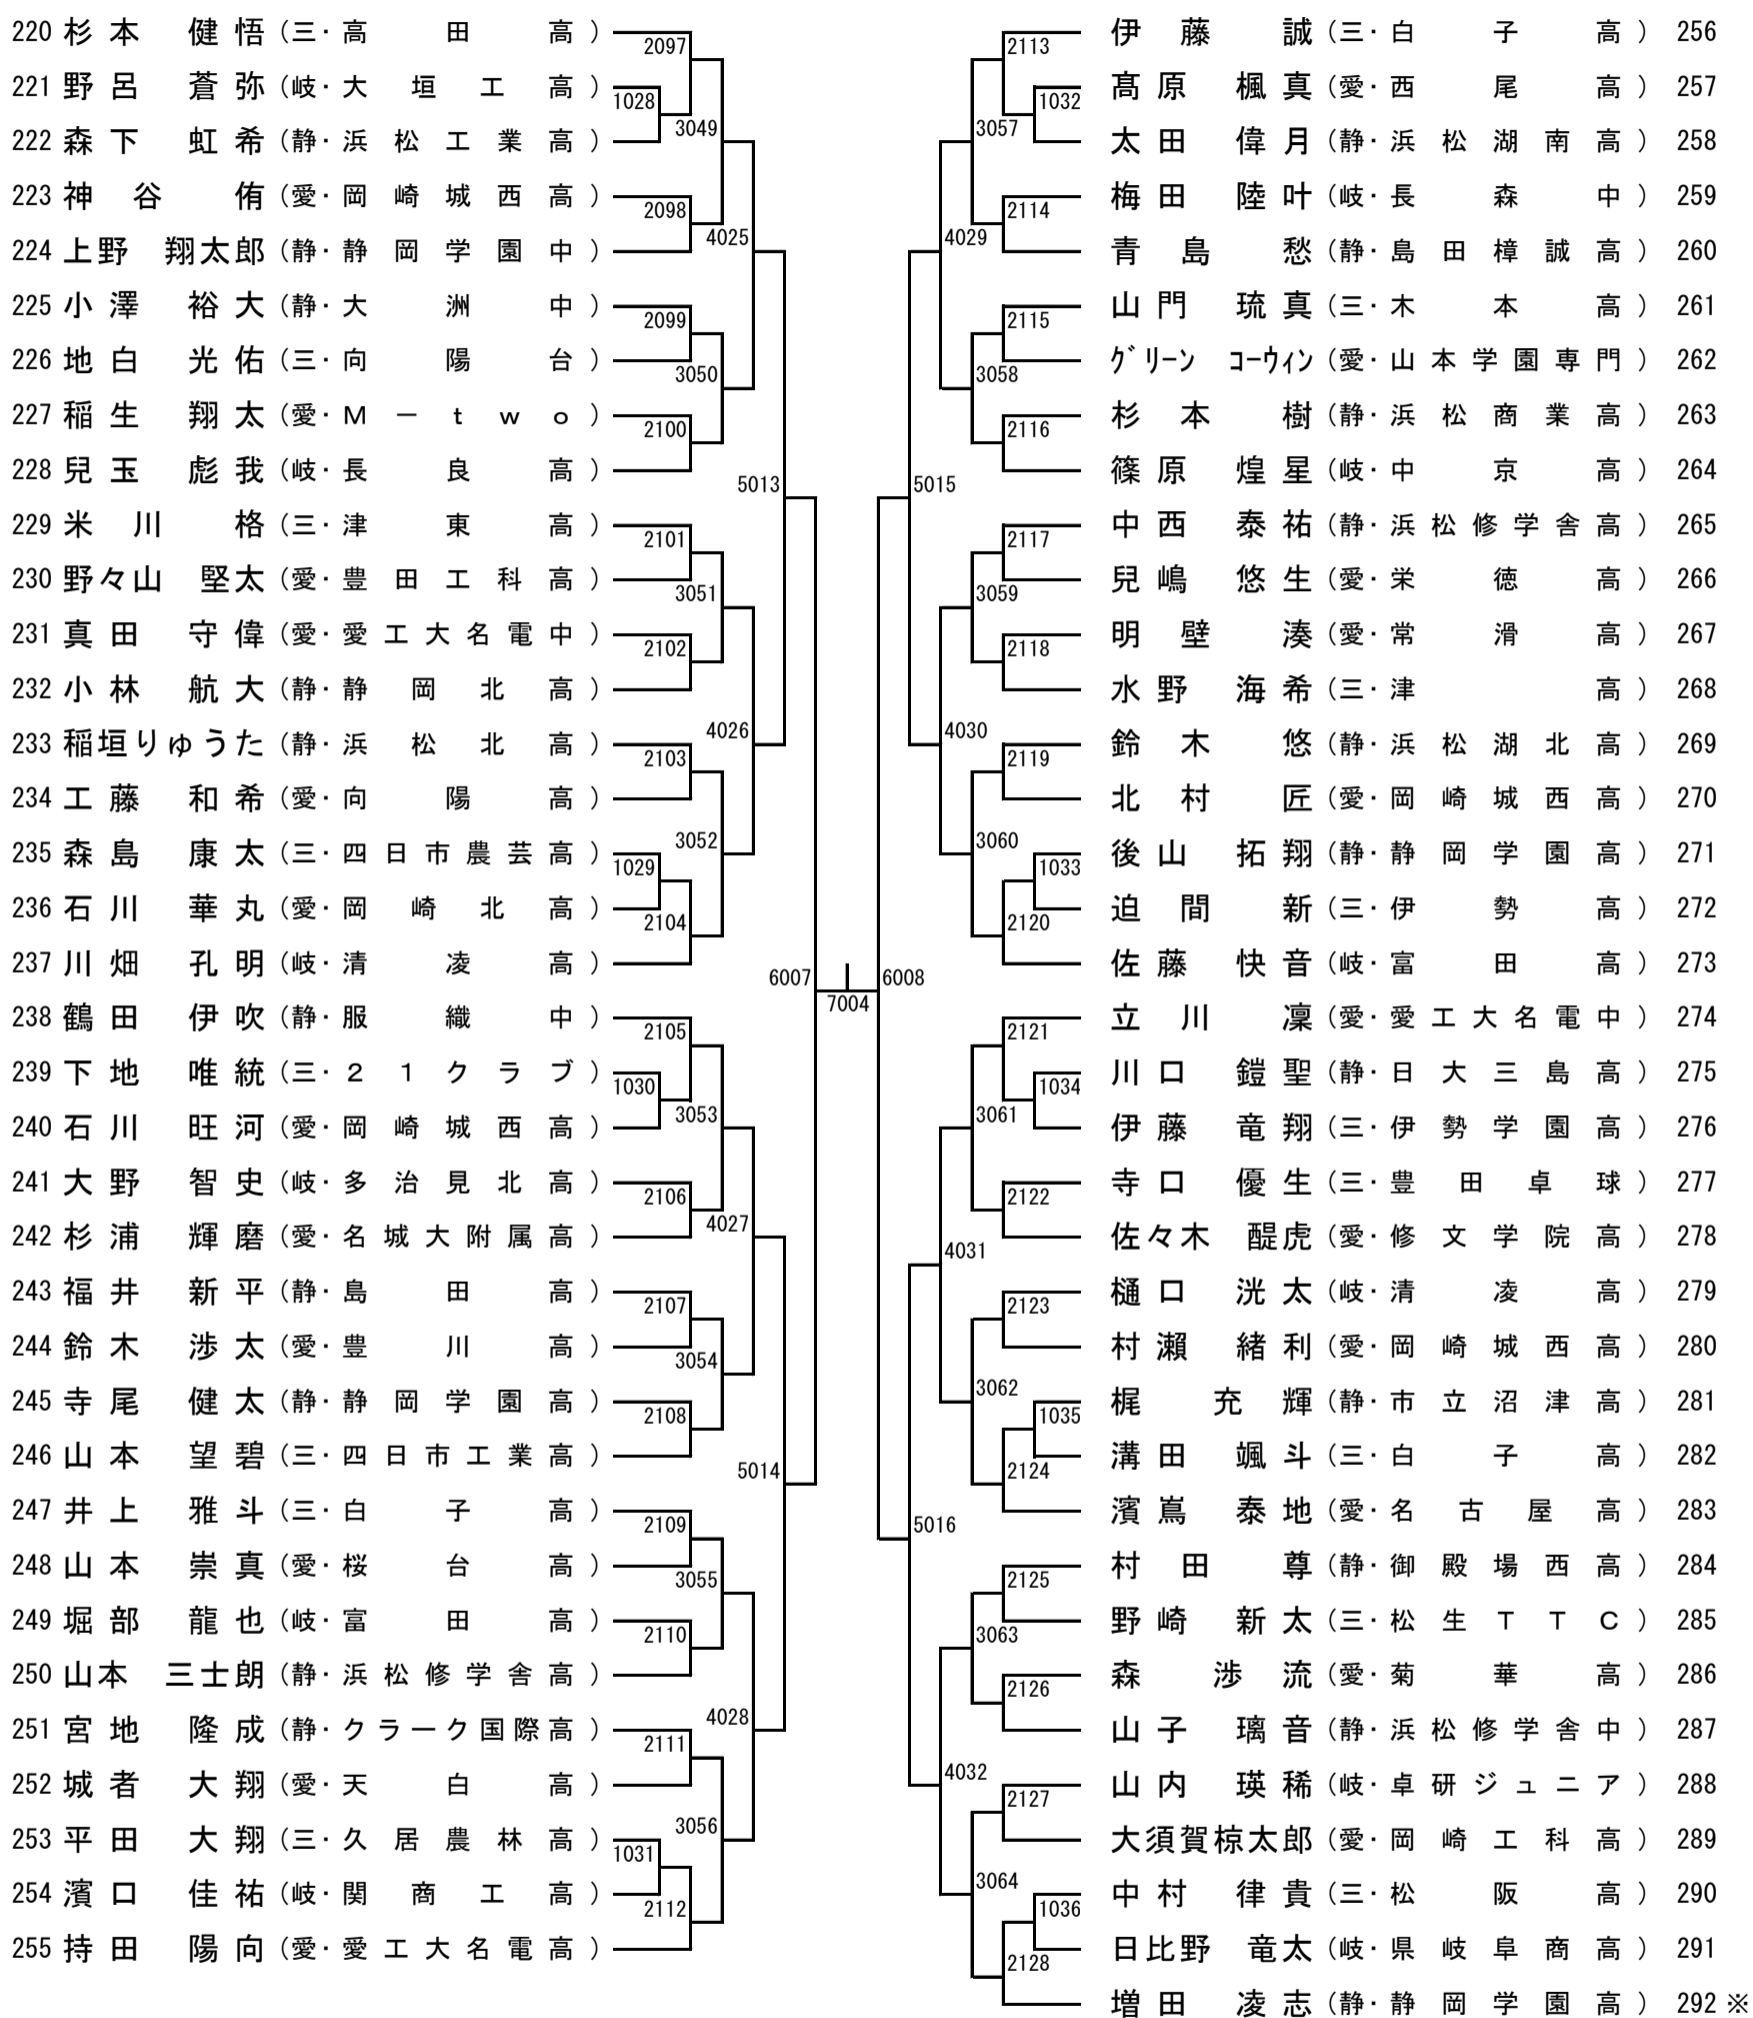 220 杉本 健悟 (三・高田高) 2097
221 野呂 蒼弥 (岐・大垣工高) 1028
222 森下 虹希 (静・浜松工業高) 3049
223 神谷 侑 (愛・岡崎城西高) 2098
224 上野 翔太郎 (静・静岡学園中) 4025
225 小澤 裕大 (静・大洲中) 2099
226 地白 光佑 (三・向陽台) 3050
227 稲生 翔太 (愛・M－two) 2100
228 兒玉 彪我 (岐・長良高) 5013
229 米川 格 (三・津東高) 2101
230 野々山 堅太 (愛・豊田工科高) 3051
231 真田 守偉 (愛・愛工大名電中) 2102
232 小林 航大 (静・静岡北高) 4026
233 稲垣りゅうた (静・浜松北高) 2103
234 工藤 和希 (愛・向陽高) 3052
235 森島 康太 (三・四日市農芸高) 1029
236 石川 華丸 (愛・岡崎北高) 2104
237 川畑 孔明 (岐・清凌高) 6007 7004
238 鶴田 伊吹 (静・服織中) 2105
239 下地 唯統 (三・２１クラブ) 1030
240 石川 旺河 (愛・岡崎城西高) 3053
241 大野 智史 (岐・多治見北高) 2106
242 杉浦 輝磨 (愛・名城大附属高) 4027
243 福井 新平 (静・島田高) 2107
244 鈴木 渉太 (愛・豊川高) 3054
245 寺尾 健太 (静・静岡学園高) 2108
246 山本 望碧 (三・四日市工業高) 5014
247 井上 雅斗 (三・白子高) 2109
248 山本 崇真 (愛・桜台高) 3055
249 堀部 龍也 (岐・富田高) 2110
250 山本 三士朗 (静・浜松修学舎高) 4028
251 宮地 隆成 (静・クラーク国際高) 2111
252 城者 大翔 (愛・天白高) 3056
253 平田 大翔 (三・久居農林高) 1031
254 濱口 佳祐 (岐・関商工高) 2112
255 持田 陽向 (愛・愛工大名電高)
2113 伊藤 誠 (三・白子高) 256
1032 髙原 楓真 (愛・西尾高) 257
3057 太田 偉月 (静・浜松湖南高) 258
2114 梅田 陸叶 (岐・長森中) 259
4029 青島 愁 (静・島田樟誠高) 260
2115 山門 琉真 (三・木本高) 261
3058 ｸﾞﾘｰﾝ ｺｰｳｨﾝ (愛・山本学園専門) 262
2116 杉本 樹 (静・浜松商業高) 263
5015 篠原 煌星 (岐・中京高) 264
2117 中西 泰祐 (静・浜松修学舎高) 265
3059 兒嶋 悠生 (愛・栄徳高) 266
2118 明壁 湊 (愛・常滑高) 267
4030 水野 海希 (三・津高) 268
2119 鈴木 悠 (静・浜松湖北高) 269
3060 北村 匠 (愛・岡崎城西高) 270
1033 後山 拓翔 (静・静岡学園高) 271
2120 迫間 新 (三・伊勢高) 272
6008 佐藤 快音 (岐・富田高) 273
2121 立川 凜 (愛・愛工大名電中) 274
1034 川口 鎧聖 (静・日大三島高) 275
3061 伊藤 竜翔 (三・伊勢学園高) 276
2122 寺口 優生 (三・豊田卓球) 277
4031 佐々木 醍虎 (愛・修文学院高) 278
2123 樋口 洸太 (岐・清凌高) 279
3062 村瀬 緒利 (愛・岡崎城西高) 280
1035 梶 充輝 (静・市立沼津高) 281
2124 溝田 颯斗 (三・白子高) 282
5016 濱嶌 泰地 (愛・名古屋高) 283
2125 村田 尊 (静・御殿場西高) 284
3063 野崎 新太 (三・松生ＴＴＣ) 285
2126 森 渉流 (愛・菊華高) 286
4032 山子 璃音 (静・浜松修学舎中) 287
2127 山内 瑛稀 (岐・卓研ジュニア) 288
3064 大須賀椋太郎 (愛・岡崎工科高) 289
1036 中村 律貴 (三・松阪高) 290
2128 日比野 竜太 (岐・県岐阜商高) 291
増田 凌志 (静・静岡学園高) 292 ※